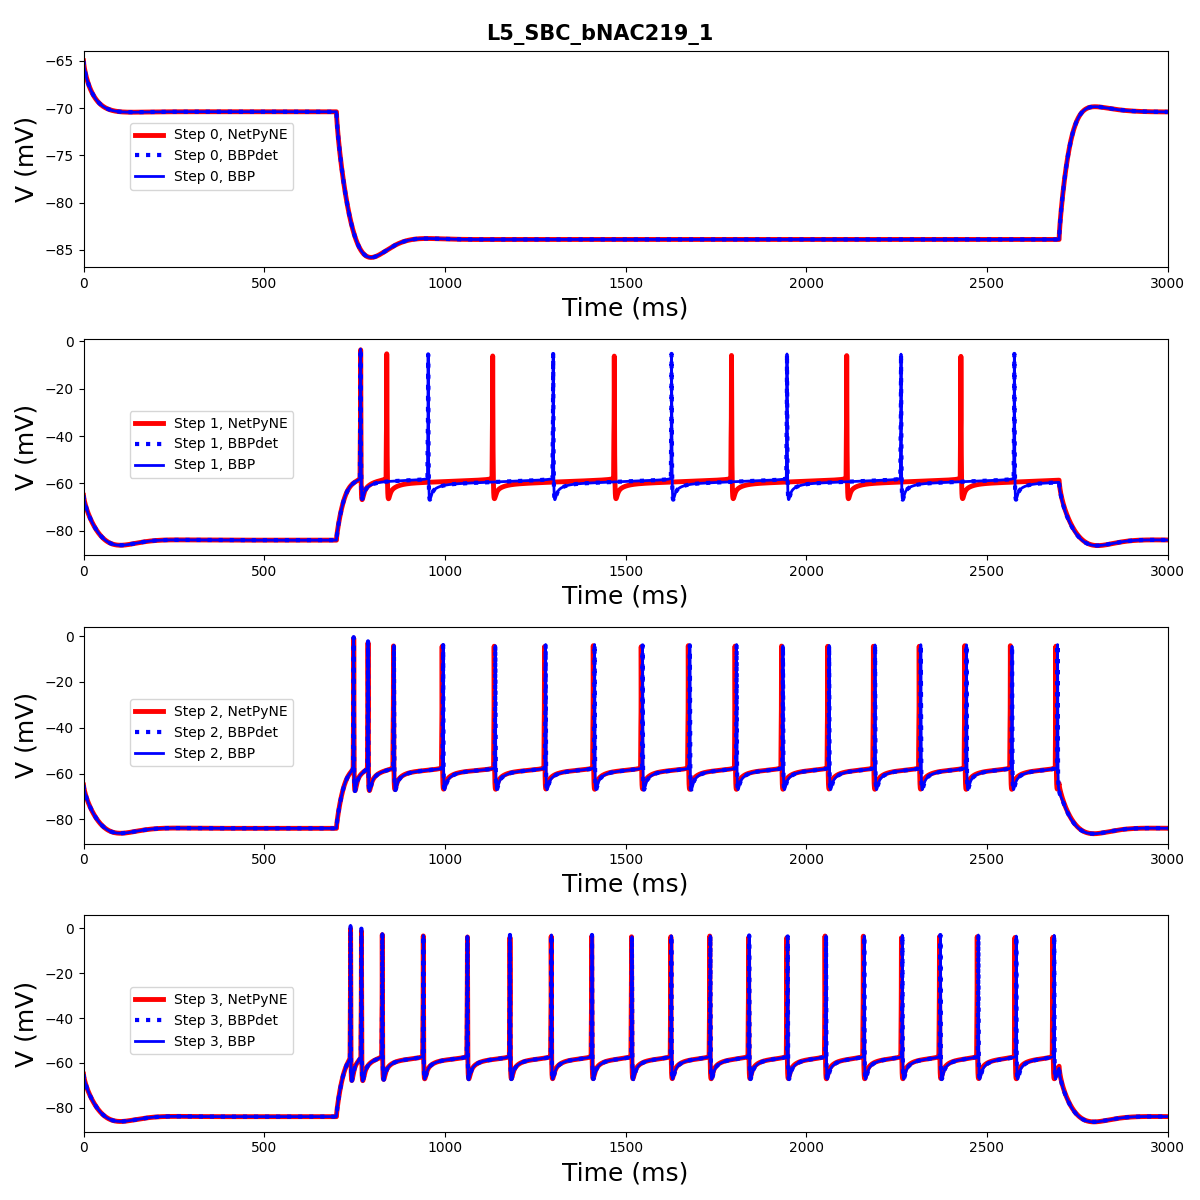 L5_SBC_bNAC219_1
−65
−70
−75
−80
−85
V (mV)
Step 0, NetPyNE
Step 0, BBPdet
Step 0, BBP
0 500 1000 1500 2000 2500 3000
Time (ms)
0
−20
−40
−60
−80
V (mV)
Step 1, NetPyNE
Step 1, BBPdet
Step 1, BBP
0 500 1000 1500 2000 2500 3000
Time (ms)
0
−20
−40
−60
−80
V (mV)
Step 2, NetPyNE
Step 2, BBPdet
Step 2, BBP
0 500 1000 1500 2000 2500 3000
Time (ms)
0
−20
−40
−60
−80
V (mV)
Step 3, NetPyNE
Step 3, BBPdet
Step 3, BBP
0 500 1000 1500 2000 2500 3000
Time (ms)